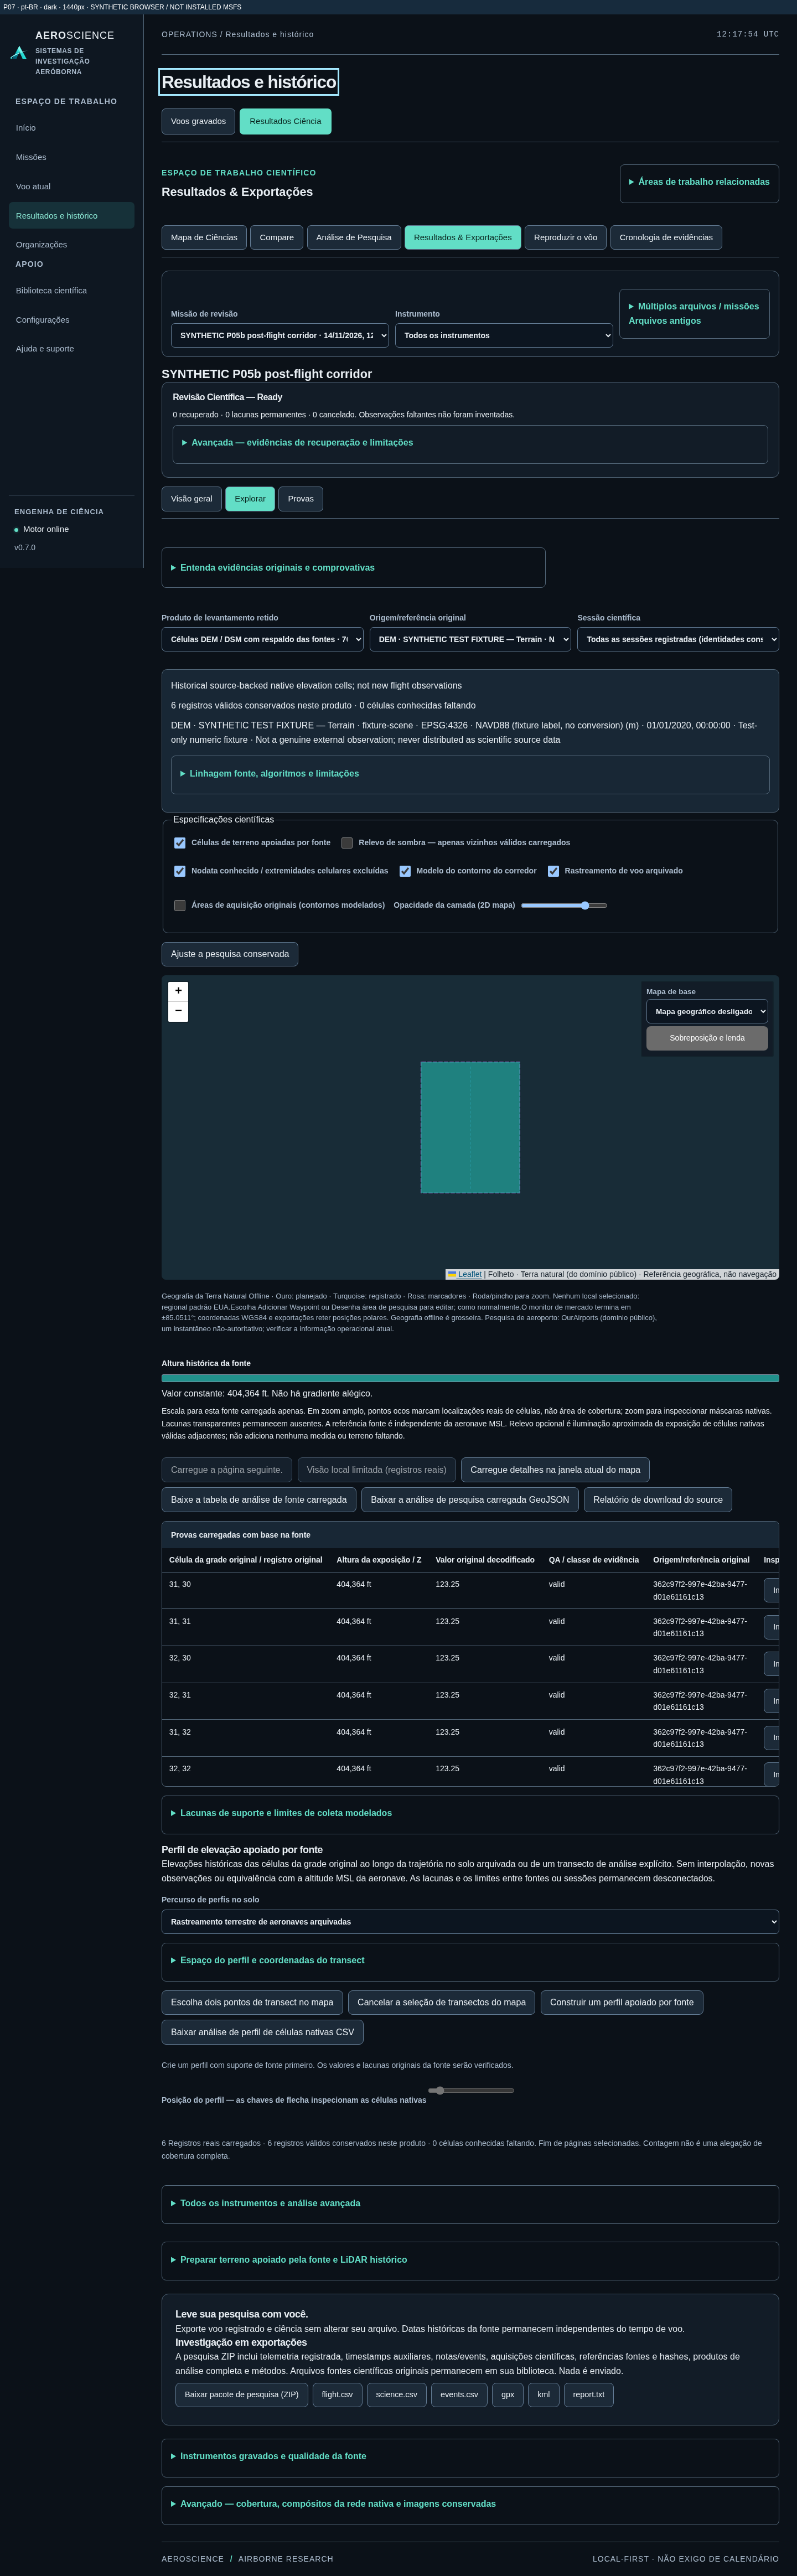 P07 · pt-BR · dark · 1440px · SYNTHETIC BROWSER / NOT INSTALLED MSFS
AEROSCIENCE
SISTEMAS DE
INVESTIGAÇÃO
AERÓBORNA
ESPAÇO DE TRABALHO
Início
Missões
Voo atual
Resultados e histórico
Organizações
APOIO
Biblioteca científica
Configurações
Ajuda e suporte
ENGENHA DE CIÊNCIA
Motor online
v0.7.0
OPERATIONS / Resultados e histórico
12:17:54 UTC
Resultados e histórico
Voos gravados
Resultados Ciência
ESPAÇO DE TRABALHO CIENTÍFICO
Resultados & Exportações
▶ Áreas de trabalho relacionadas
Mapa de Ciências
Compare
Análise de Pesquisa
Resultados & Exportações
Reproduzir o vôo
Cronologia de evidências
Missão de revisão
SYNTHETIC P05b post-flight corridor · 14/11/2026, 12
Instrumento
Todos os instrumentos
▶ Múltiplos arquivos / missões
Arquivos antigos
SYNTHETIC P05b post-flight corridor
Revisão Científica — Ready
0 recuperado · 0 lacunas permanentes · 0 cancelado. Observações faltantes não foram inventadas.
▶ Avançada — evidências de recuperação e limitações
Visão geral
Explorar
Provas
▶ Entenda evidências originais e comprovativas
Produto de levantamento retido
Células DEM / DSM com respaldo das fontes · 7
Origem/referência original
DEM · SYNTHETIC TEST FIXTURE — Terrain · N
Sessão científica
Todas as sessões registradas (identidades cons
Historical source-backed native elevation cells; not new flight observations
6 registros válidos conservados neste produto · 0 células conhecidas faltando
DEM · SYNTHETIC TEST FIXTURE — Terrain · fixture-scene · EPSG:4326 · NAVD88 (fixture label, no conversion) (m) · 01/01/2020, 00:00:00 · Test-
only numeric fixture · Not a genuine external observation; never distributed as scientific source data
▶ Linhagem fonte, algoritmos e limitações
Especificações científicas
Células de terreno apoiadas por fonte
Relevo de sombra — apenas vizinhos válidos carregados
Nodata conhecido / extremidades celulares excluídas
Modelo do contorno do corredor
Rastreamento de voo arquivado
Áreas de aquisição originais (contornos modelados)
Opacidade da camada (2D mapa)
Ajuste a pesquisa conservada
+
−
Mapa de base
Mapa geográfico desligado
Sobreposição e lenda
Leaflet | Folheto · Terra natural (do domínio público) · Referência geográfica, não navegação
Geografia da Terra Natural Offline · Ouro: planejado · Turquoise: registrado · Rosa: marcadores · Roda/pincho para zoom. Nenhum local selecionado:
regional padrão EUA.Escolha Adicionar Waypoint ou Desenha área de pesquisa para editar; como normalmente.O monitor de mercado termina em
±85.0511°; coordenadas WGS84 e exportações reter posições polares. Geografia offline é grosseira. Pesquisa de aeroporto: OurAirports (domínio público),
um instantâneo não-autoritativo; verificar a informação operacional atual.
Altura histórica da fonte
Valor constante: 404,364 ft. Não há gradiente alégico.
Escala para esta fonte carregada apenas. Em zoom amplo, pontos ocos marcam localizações reais de células, não área de cobertura; zoom para inspeccionar máscaras nativas.
Lacunas transparentes permanecem ausentes. A referência fonte é independente da aeronave MSL. Relevo opcional é iluminação aproximada da exposição de células nativas
válidas adjacentes; não adiciona nenhuma medida ou terreno faltando.
Carregue a página seguinte.
Visão local limitada (registros reais)
Carregue detalhes na janela atual do mapa
Baixe a tabela de análise de fonte carregada
Baixar a análise de pesquisa carregada GeoJSON
Relatório de download do source
Provas carregadas com base na fonte
Célula da grade original / registro original
Altura da exposição / Z
Valor original decodificado
QA / classe de evidência
Origem/referência original
Insp
31, 30
404,364 ft
123.25
valid
362c97f2-997e-42ba-9477-
d01e61161c13
In
31, 31
404,364 ft
123.25
valid
362c97f2-997e-42ba-9477-
d01e61161c13
In
32, 30
404,364 ft
123.25
valid
362c97f2-997e-42ba-9477-
d01e61161c13
In
32, 31
404,364 ft
123.25
valid
362c97f2-997e-42ba-9477-
d01e61161c13
In
31, 32
404,364 ft
123.25
valid
362c97f2-997e-42ba-9477-
d01e61161c13
In
32, 32
404,364 ft
123.25
valid
362c97f2-997e-42ba-9477-
d01e61161c13
In
▶ Lacunas de suporte e limites de coleta modelados
Perfil de elevação apoiado por fonte
Elevações históricas das células da grade original ao longo da trajetória no solo arquivada ou de um transecto de análise explícito. Sem interpolação, novas
observações ou equivalência com a altitude MSL da aeronave. As lacunas e os limites entre fontes ou sessões permanecem desconectados.
Percurso de perfis no solo
Rastreamento terrestre de aeronaves arquivadas
▶ Espaço do perfil e coordenadas do transect
Escolha dois pontos de transect no mapa
Cancelar a seleção de transectos do mapa
Construir um perfil apoiado por fonte
Baixar análise de perfil de células nativas CSV
Crie um perfil com suporte de fonte primeiro. Os valores e lacunas originais da fonte serão verificados.
Posição do perfil — as chaves de flecha inspecionam as células nativas
6 Registros reais carregados · 6 registros válidos conservados neste produto · 0 células conhecidas faltando. Fim de páginas selecionadas. Contagem não é uma alegação de
cobertura completa.
▶ Todos os instrumentos e análise avançada
▶ Preparar terreno apoiado pela fonte e LiDAR histórico
Leve sua pesquisa com você.
Exporte voo registrado e ciência sem alterar seu arquivo. Datas históricas da fonte permanecem independentes do tempo de voo.
Investigação em exportações
A pesquisa ZIP inclui telemetria registrada, timestamps auxiliares, notas/events, aquisições científicas, referências fontes e hashes, produtos de
análise completa e métodos. Arquivos fontes científicas originais permanecem em sua biblioteca. Nada é enviado.
Baixar pacote de pesquisa (ZIP)
flight.csv
science.csv
events.csv
gpx
kml
report.txt
▶ Instrumentos gravados e qualidade da fonte
▶ Avançado — cobertura, compósitos da rede nativa e imagens conservadas
AEROSCIENCE / AIRBORNE RESEARCH
LOCAL-FIRST · NÃO EXIGO DE CALENDÁRIO